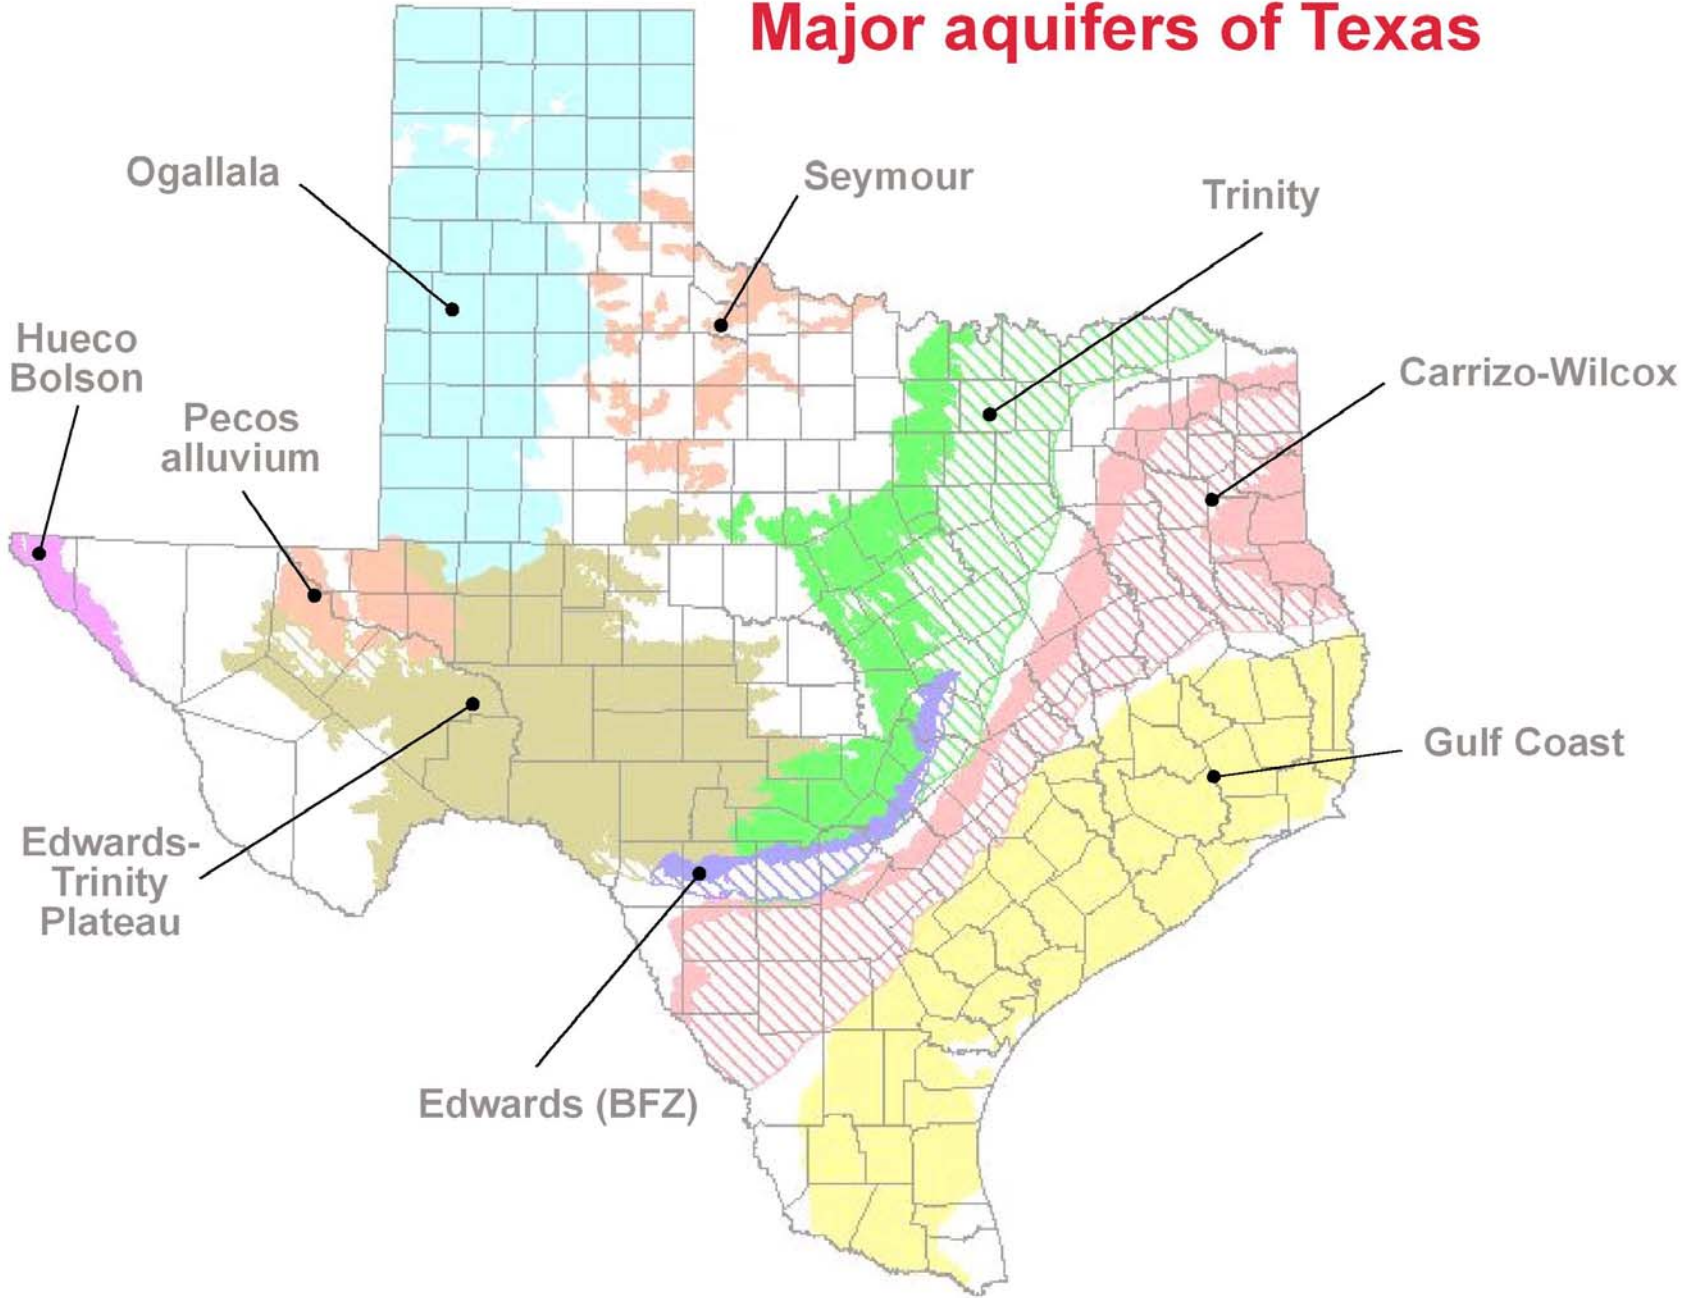 Major aquifers of Texas
Ogallala
Seymour
Trinity
Hueco
Bolson
Pecos
alluvium
Carrizo-Wilcox
Gulf Coast
Edwards-
Trinity
Plateau
Edwards (BFZ)